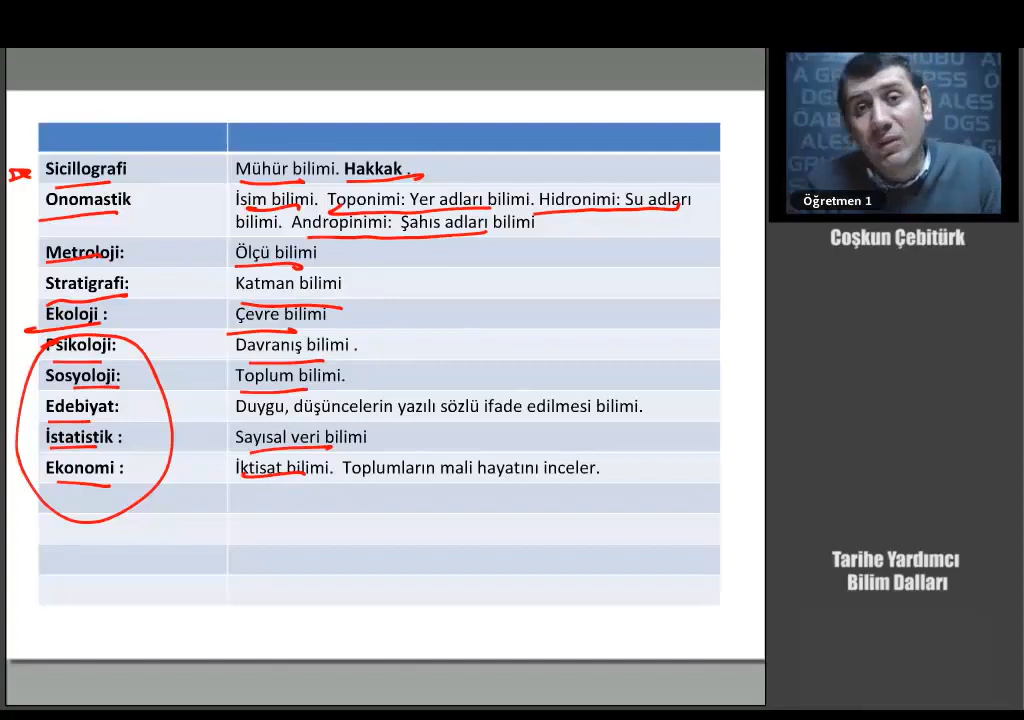 Sicillografi Mühür bilimi. Hakkak .
Onomastik İsim bilimi. Toponimi: Yer adları bilimi. Hidronimi: Su adları
bilimi. Andropinimi: Şahıs adları bilimi
Metroloji: Ölçü bilimi
Stratigrafi: Katman bilimi
Ekoloji : Çevre bilimi
Psikoloji: Davranış bilimi .
Sosyoloji: Toplum bilimi.
Edebiyat: Duygu, düşüncelerin yazılı sözlü ifade edilmesi bilimi.
İstatistik : Sayısal veri bilimi
Ekonomi : İktisat bilimi. Toplumların mali hayatını inceler.
ALES
DGS
Öğretmen 1
Coşkun Çebitürk
Tarihe Yardımcı
Bilim Dalları